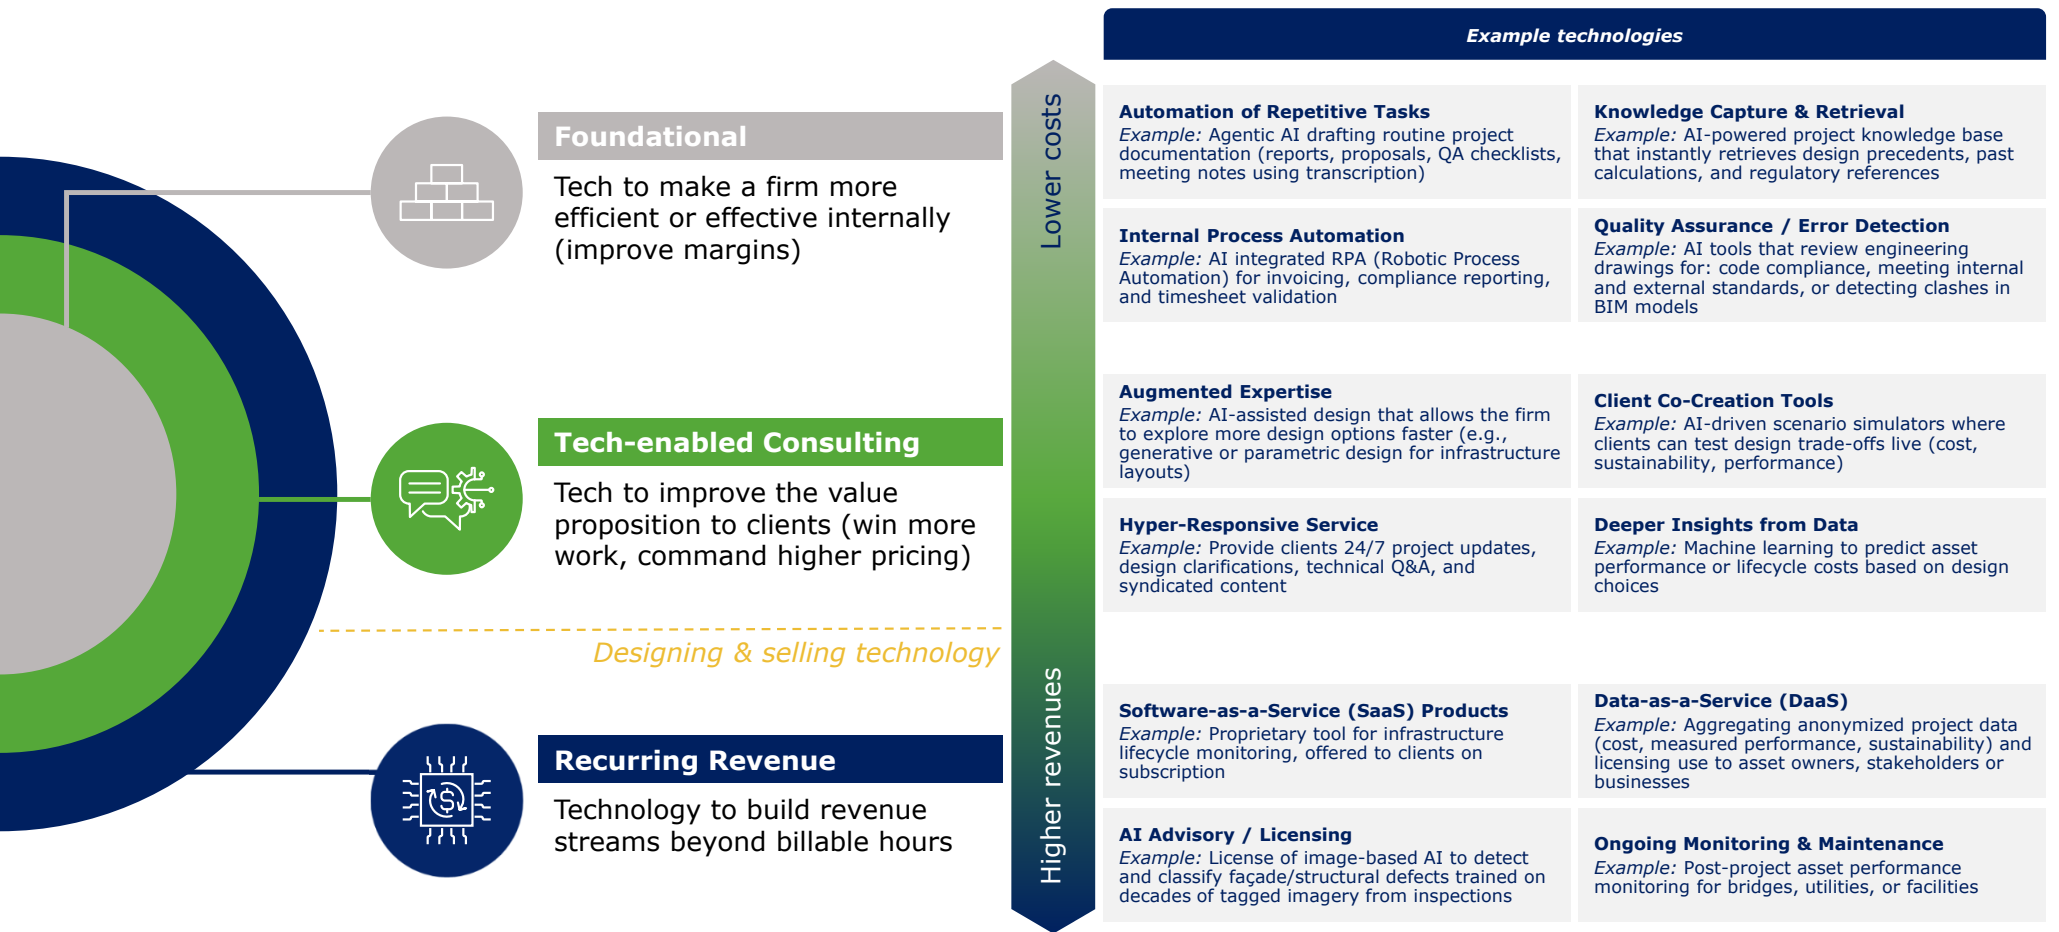 Example technologies
Foundational
Tech to make a firm more
efficient or effective internally
(improve margins)
Tech-enabled Consulting
Tech to improve the value
proposition to clients (win more
work, command higher pricing)
Designing & selling technology
Recurring Revenue
Technology to build revenue
streams beyond billable hours
Lower costs
Higher revenues
Automation of Repetitive Tasks
Example: Agentic AI drafting routine project
documentation (reports, proposals, QA checklists,
meeting notes using transcription)
Knowledge Capture & Retrieval
Example: AI-powered project knowledge base
that instantly retrieves design precedents, past
calculations, and regulatory references
Internal Process Automation
Example: AI integrated RPA (Robotic Process
Automation) for invoicing, compliance reporting,
and timesheet validation
Quality Assurance / Error Detection
Example: AI tools that review engineering
drawings for: code compliance, meeting internal
and external standards, or detecting clashes in
BIM models
Augmented Expertise
Example: AI-assisted design that allows the firm
to explore more design options faster (e.g.,
generative or parametric design for infrastructure
layouts)
Client Co-Creation Tools
Example: AI-driven scenario simulators where
clients can test design trade-offs live (cost,
sustainability, performance)
Hyper-Responsive Service
Example: Provide clients 24/7 project updates,
design clarifications, technical Q&A, and
syndicated content
Deeper Insights from Data
Example: Machine learning to predict asset
performance or lifecycle costs based on design
choices
Software-as-a-Service (SaaS) Products
Example: Proprietary tool for infrastructure
lifecycle monitoring, offered to clients on
subscription
Data-as-a-Service (DaaS)
Example: Aggregating anonymized project data
(cost, measured performance, sustainability) and
licensing use to asset owners, stakeholders or
businesses
AI Advisory / Licensing
Example: License of image-based AI to detect
and classify façade/structural defects trained on
decades of tagged imagery from inspections
Ongoing Monitoring & Maintenance
Example: Post-project asset performance
monitoring for bridges, utilities, or facilities
$